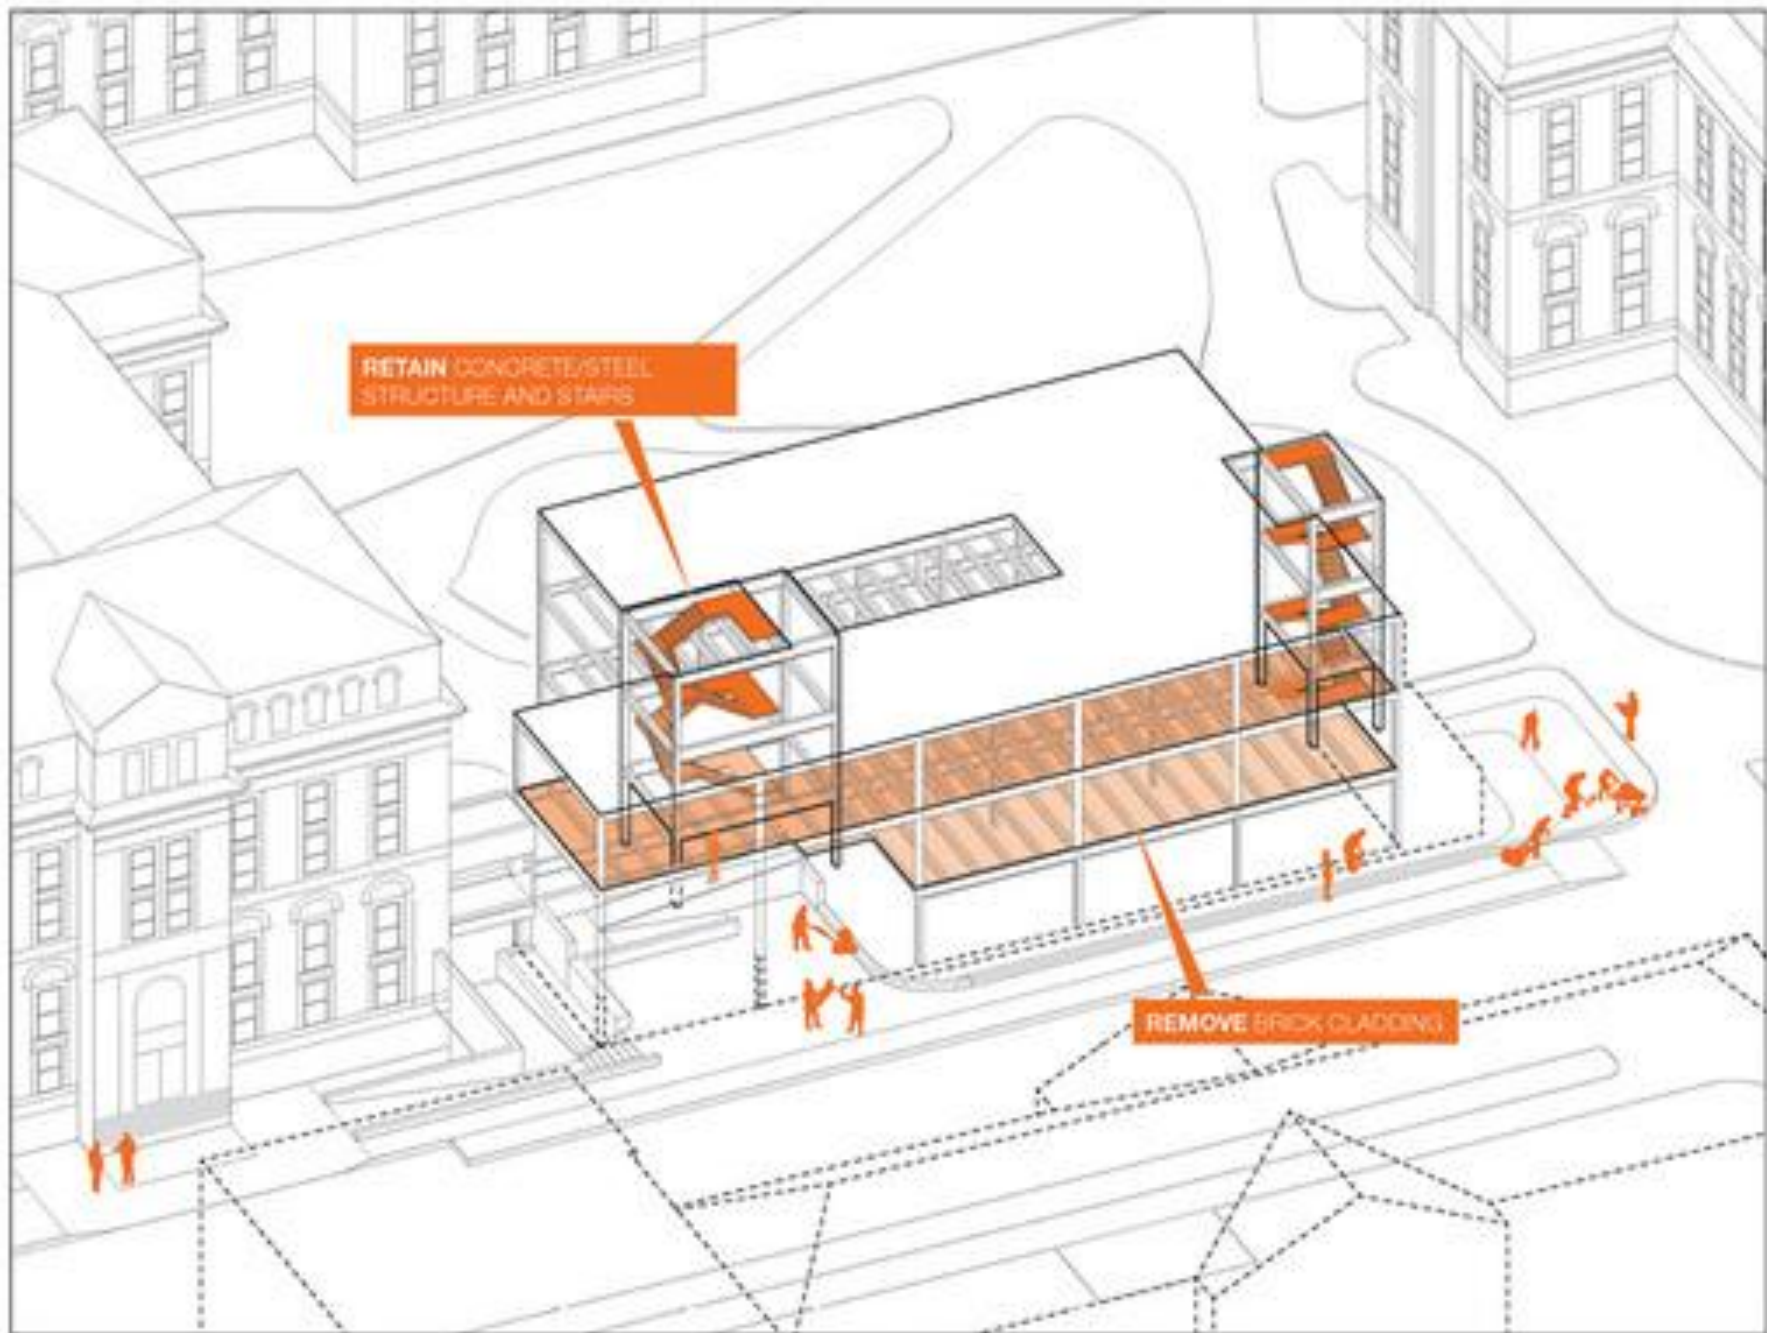 RETAIN CONCRETE/STEEL
STRUCTURE AND STAIRS
REMOVE BRICK CLADDING